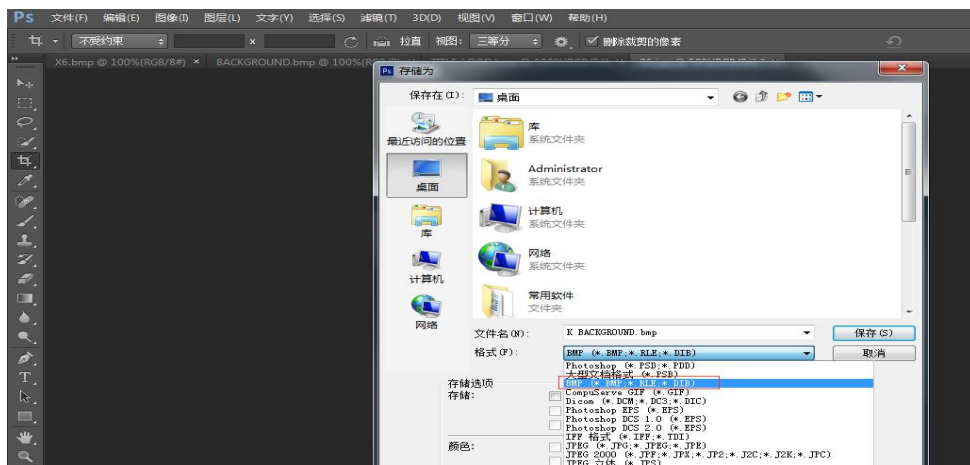 Ps 文件(F) 编辑(E) 图像(I) 图层(L) 文字(Y) 选择(S) 滤镜(T) 3D(D) 视图(V) 窗口(W) 帮助(H)
不受约束 x 拉直 视图: 三等分 删除裁剪的像素
X6.bmp @ 100%(RGB/8#) × BACKGROUND.bmp @ 100%(R
Ps 存储为
保存在(I): 桌面
最近访问的位置
桌面
库
计算机
网络
库
系统文件夹
Administrator
系统文件夹
计算机
系统文件夹
网络
系统文件夹
常用软件
文件夹
文件名(N): K BACKGROUND.bmp 保存(S)
格式(F): BMP (*.BMP;*.RLE;*.DIB) 取消
Photoshop (*.PSD;*.PDD)
大型文档格式 (*.PSB)
BMP (*.BMP;*.RLE;*.DIB)
CompuServe GIF (*.GIF)
Dicom (*.DCM;*.DC3;*.DIC)
Photoshop EPS (*.EPS)
Photoshop DCS 1.0 (*.EPS)
Photoshop DCS 2.0 (*.EPS)
IFF 格式 (*.IFF;*.TDI)
JPEG (*.JPG;*.JPEG;*.JPE)
JPEG 2000 (*.JPF;*.JPX;*.JP2;*.J2C;*.J2K;*.JPC)
JPEG 立体 (*.JPS)
存储选项
存储:
颜色: